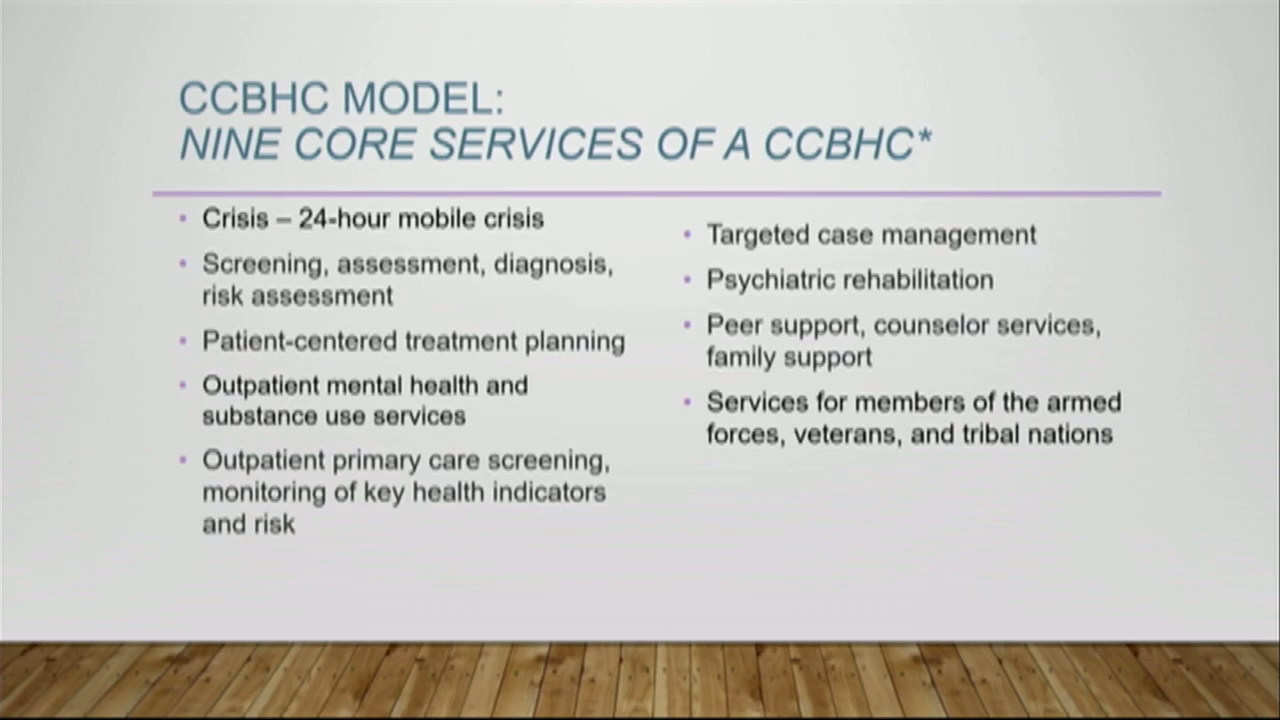 CCBHC MODEL:
NINE CORE SERVICES OF A CCBHC*
• Crisis – 24-hour mobile crisis
• Screening, assessment, diagnosis,
risk assessment
• Patient-centered treatment planning
• Outpatient mental health and
substance use services
• Outpatient primary care screening,
monitoring of key health indicators
and risk
• Targeted case management
• Psychiatric rehabilitation
• Peer support, counselor services,
family support
• Services for members of the armed
forces, veterans, and tribal nations